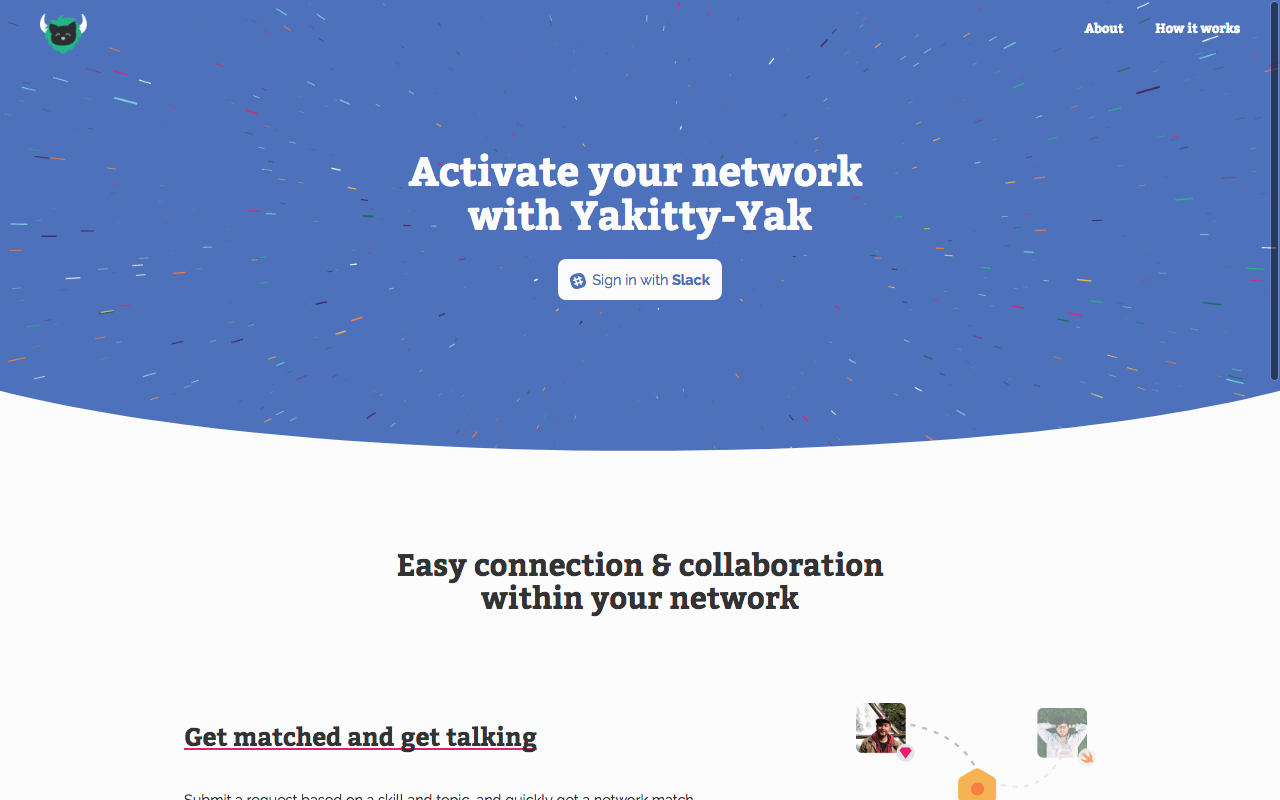 About
How it works
Activate your network
with Yakitty-Yak
Sign in with Slack
Easy connection & collaboration
within your network
Get matched and get talking
Submit a request based on a skill and topic, and quickly get a network match